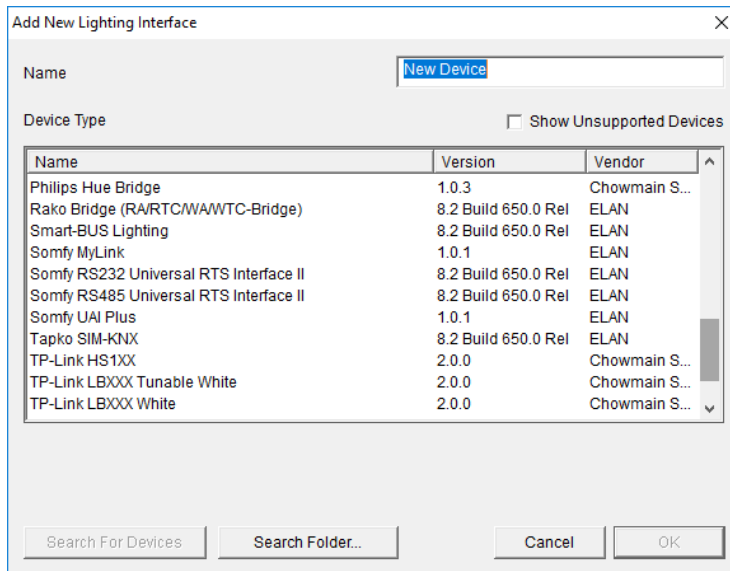 Add New Lighting Interface
Name New Device
Device Type Show Unsupported Devices
Name Version Vendor
Philips Hue Bridge 1.0.3 Chowmain S...
Rako Bridge (RA/RTC/WA/WTC-Bridge) 8.2 Build 650.0 Rel ELAN
Smart-BUS Lighting 8.2 Build 650.0 Rel ELAN
Somfy MyLink 1.0.1 ELAN
Somfy RS232 Universal RTS Interface II 8.2 Build 650.0 Rel ELAN
Somfy RS485 Universal RTS Interface II 8.2 Build 650.0 Rel ELAN
Somfy UAI Plus 1.0.1 ELAN
Tapko SIM-KNX 8.2 Build 650.0 Rel ELAN
TP-Link HS1XX 2.0.0 Chowmain S...
TP-Link LBXXX Tunable White 2.0.0 Chowmain S...
TP-Link LBXXX White 2.0.0 Chowmain S...
Search For Devices Search Folder... Cancel OK